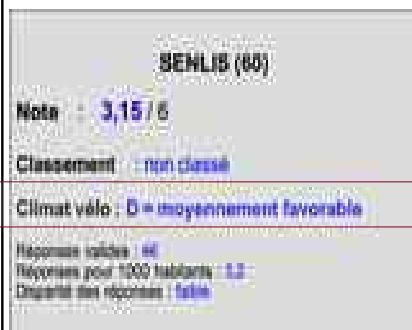 SENLIS (60)
Note : 3,15 / 6
Classement : non classé
Climat vélo : D = moyennement favorable
Réponses valides :
Réponses pour 1000 habitants :
Disparité des réponses : faible